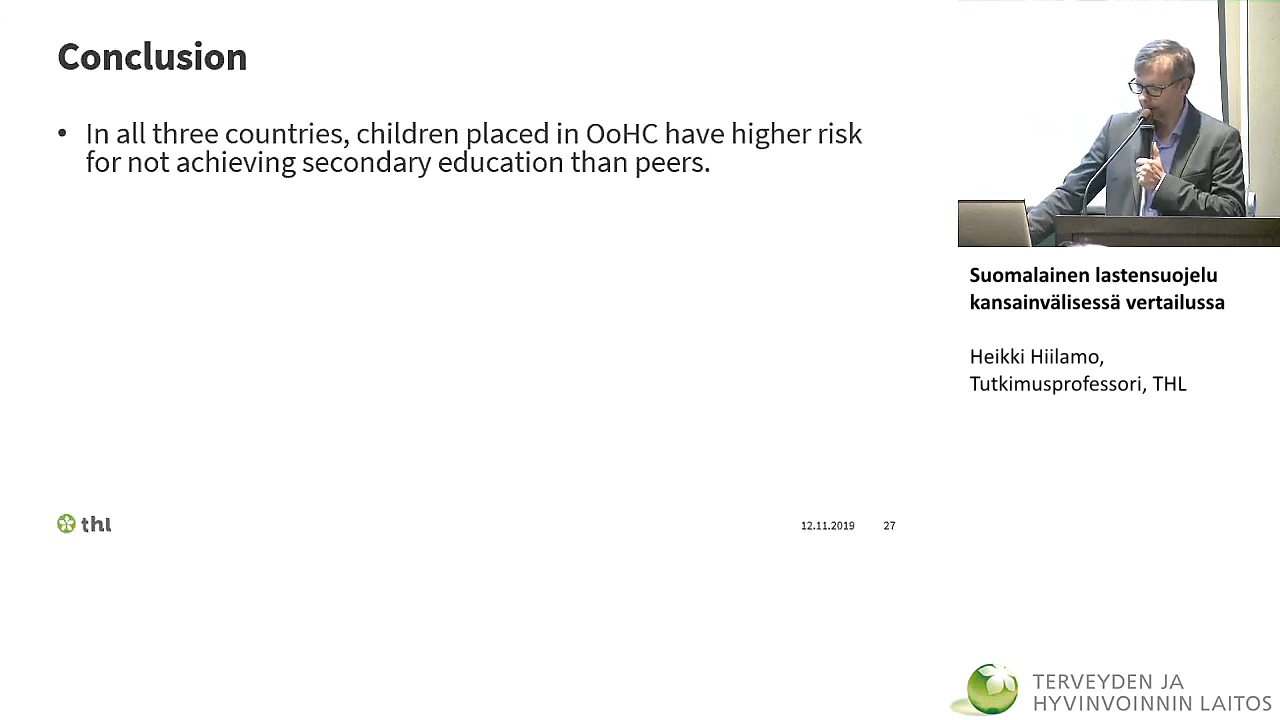 Conclusion
• In all three countries, children placed in OoHC have higher risk
for not achieving secondary education than peers.
thl
12.11.2019 27
Suomalainen lastensuojelu
kansainvälisessä vertailussa
Heikki Hiilamo,
Tutkimusprofessori, THL
TERVEYDEN JA
HYVINVOINNIN LAITOS